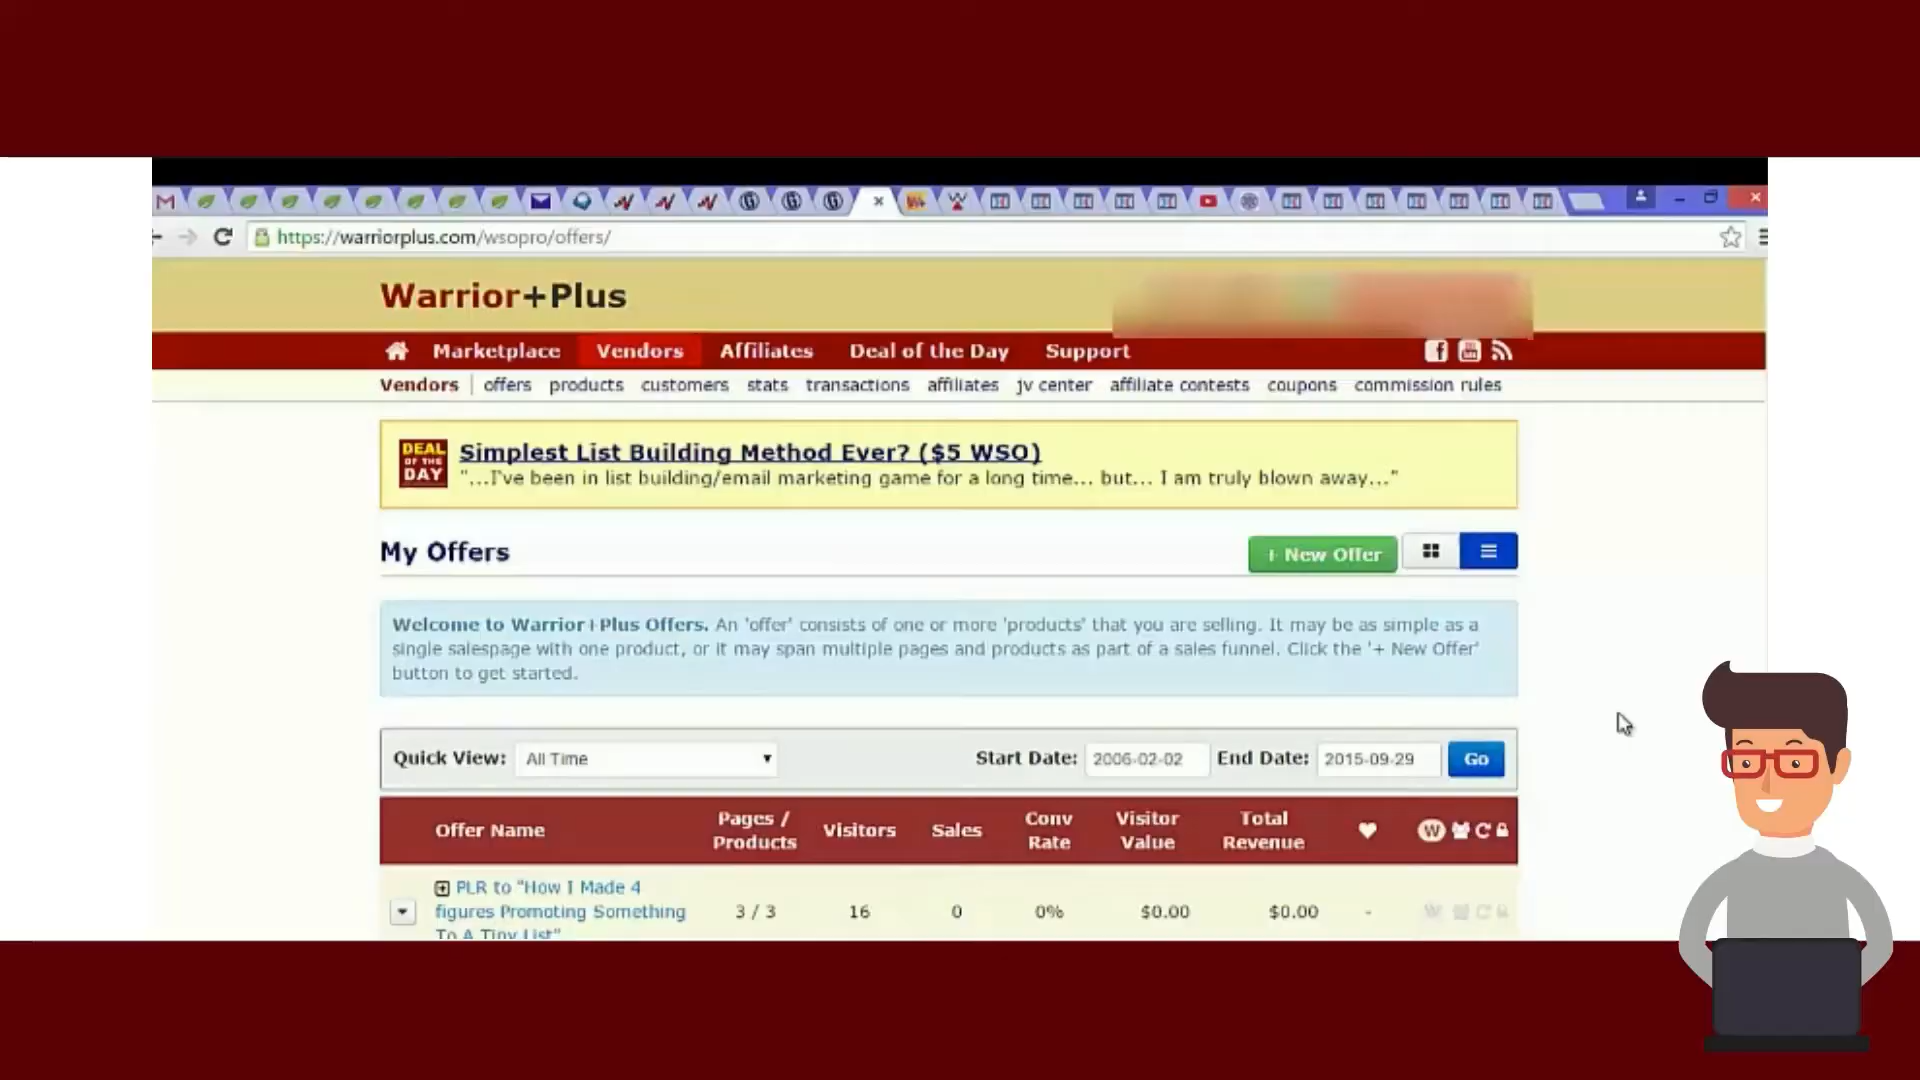 https://warriorplus.com/wsopro/offers/
Warrior+Plus
Marketplace Vendors Affiliates Deal of the Day Support
Vendors offers products customers stats transactions affiliates jv center affiliate contests coupons commission rules
DEAL OF THE DAY
Simplest List Building Method Ever? ($5 WSO)
"...I've been in list building/email marketing game for a long time... but... I am truly blown away..."
My Offers
+ New Offer
Welcome to Warrior+Plus Offers. An 'offer' consists of one or more 'products' that you are selling. It may be as simple as a
single salespage with one product, or it may span multiple pages and products as part of a sales funnel. Click the '+ New Offer'
button to get started.
Quick View: All Time Start Date: 2006-02-02 End Date: 2015-09-29 Go
Offer Name Pages / Products Visitors Sales Conv Rate Visitor Value Total Revenue W
PLR to "How I Made 4
figures Promoting Something 3 / 3 16 0 0% $0.00 $0.00 -
To A Tiny List"